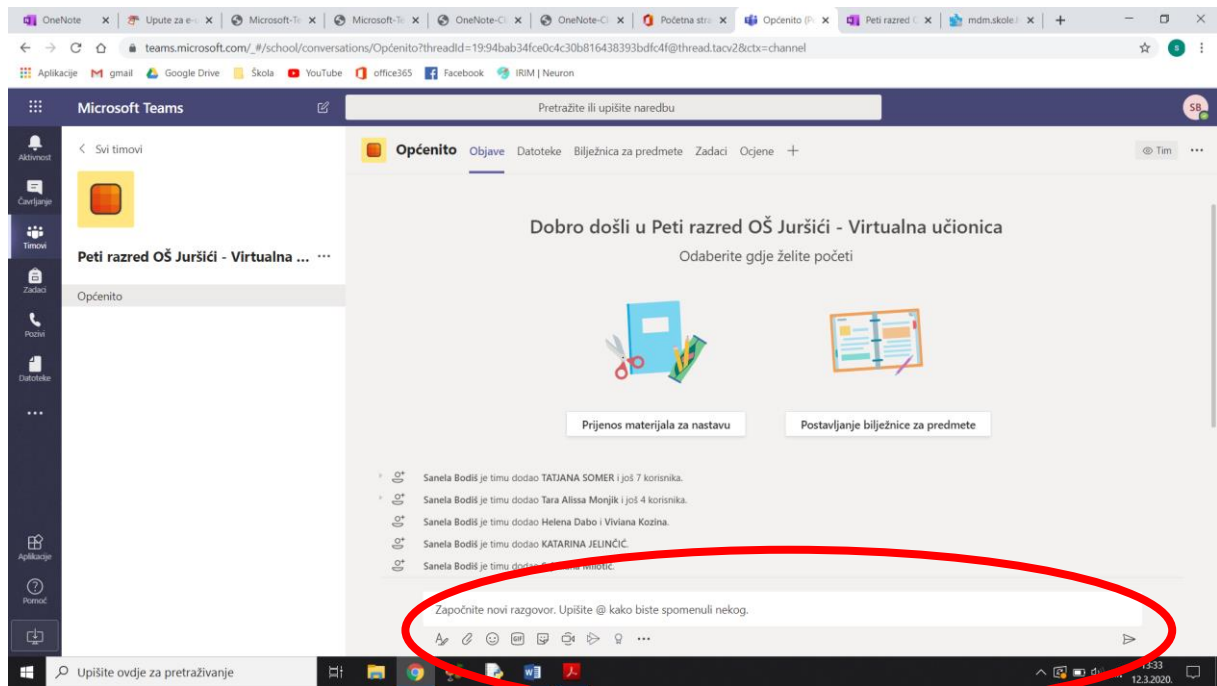 OneNote
Upute za e-
Microsoft-Te
Microsoft-Te
OneNote-Cl
OneNote-Cl
Početna stra
Općenito (P
Peti razred
mdm.skole.
teams.microsoft.com/_#/school/conversations/Općenito?threadId=19:94bab34fce0c4c30b816438393bdfc4f@thread.tacv2&ctx=channel
s
Aplikacije
gmail
Google Drive
Škola
YouTube
office365
Facebook
IRIM | Neuron
Microsoft Teams
Pretražite ili upišite naredbu
SB
Aktivnost
Čavrljanje
Timovi
Zadaci
Pozivi
Datoteke
Aplikacije
Pomoć
Svi timovi
Peti razred OŠ Juršići - Virtualna ...
Općenito
Općenito Objave Datoteke Bilježnica za predmete Zadaci Ocjene
Tim
Dobro došli u Peti razred OŠ Juršići - Virtualna učionica
Odaberite gdje želite početi
Prijenos materijala za nastavu
Postavljanje bilježnice za predmete
Sanela Bodiš je timu dodao TATJANA SOMER i još 7 korisnika.
Sanela Bodiš je timu dodao Tara Alissa Monjik i još 4 korisnika.
Sanela Bodiš je timu dodao Helena Dabo i Viviana Kozina.
Sanela Bodiš je timu dodao KATARINA JELINČIĆ.
Sanela Bodiš je timu dodao Milotić.
Započnite novi razgovor. Upišite @ kako biste spomenuli nekog.
GIF
Upišite ovdje za pretraživanje
13:33
12.3.2020.